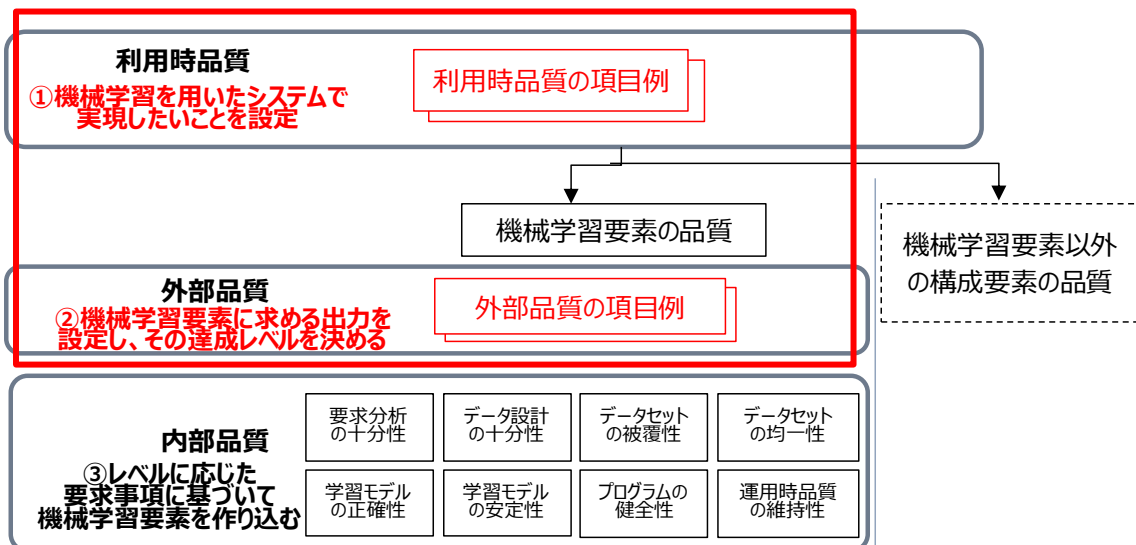 利用時品質
①機械学習を用いたシステムで
実現したいことを設定
利用時品質の項目例
機械学習要素の品質
機械学習要素以外
の構成要素の品質
外部品質
②機械学習要素に求める出力を
設定し、その達成レベルを決める
外部品質の項目例
内部品質
③レベルに応じた
要求事項に基づいて
機械学習要素を作り込む
要求分析
の十分性
データ設計
の十分性
データセット
の被覆性
データセット
の均一性
学習モデル
の正確性
学習モデル
の安定性
プログラムの
健全性
運用時品質
の維持性